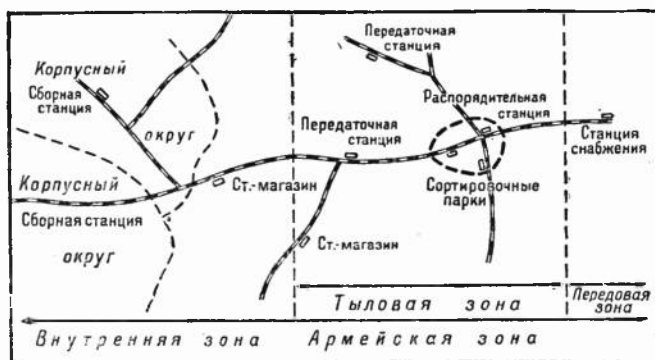 Передаточная
станция
Корпусный
Сборная
станция
Распорядительная
станция
округ
Передаточная
станция
Станция
снабжения
Корпусный
Сборная станция
Ст.-магазин
Сортировочные
парки
округ
Ст.-магазин
Тыловая зона
Передовая
зона
Внутренняя зона
Армейская зона